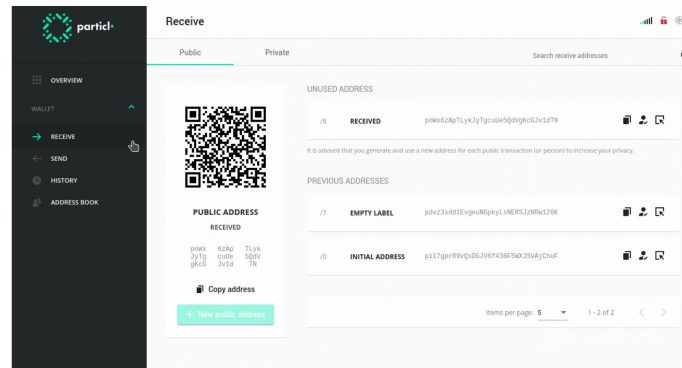 particl
Receive
Public
Private
Search receive addresses
OVERVIEW
WALLET
RECEIVE
SEND
HISTORY
ADDRESS BOOK
UNUSED ADDRESS
/8 RECEIVED poWx6zApTLykJyTgcuUe5QdVgKcGJv1dTN
It is advised that you generate and use a new address for each public transaction (or person) to increase your privacy.
PREVIOUS ADDRESSES
/7 EMPTY LABEL pdvz3xdd1EvgeuNGpkyLsNERSJzNRw126K
/0 INITIAL ADDRESS pi17gprR9vQsDGJV6f438F5WXJSVAjChuF
Items per page: 5 1 - 2 of 2
PUBLIC ADDRESS
RECEIVED
poWx 6zAp TLyk
JyTg cuUe 5QdV
gKcG Jv1d TN
Copy address
+ New public address